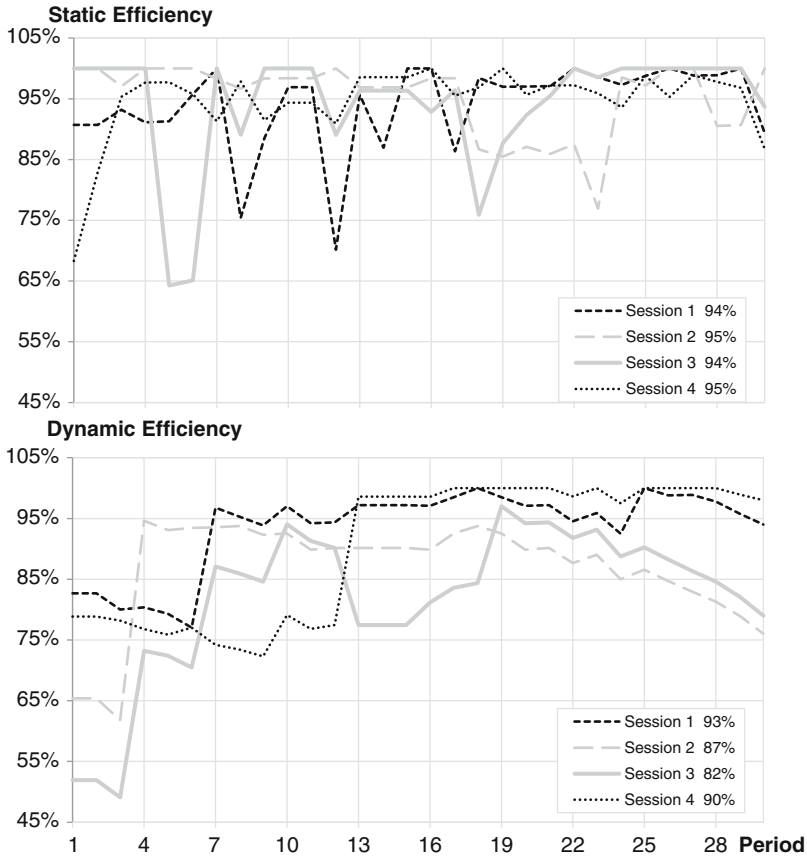 Static Efficiency
105%
95%
85%
75%
65%
55%
45%
Session 1 94%
Session 2 95%
Session 3 94%
Session 4 95%
Dynamic Efficiency
105%
95%
85%
75%
65%
55%
45%
Session 1 93%
Session 2 87%
Session 3 82%
Session 4 90%
1 4 7 10 13 16 19 22 25 28 Period